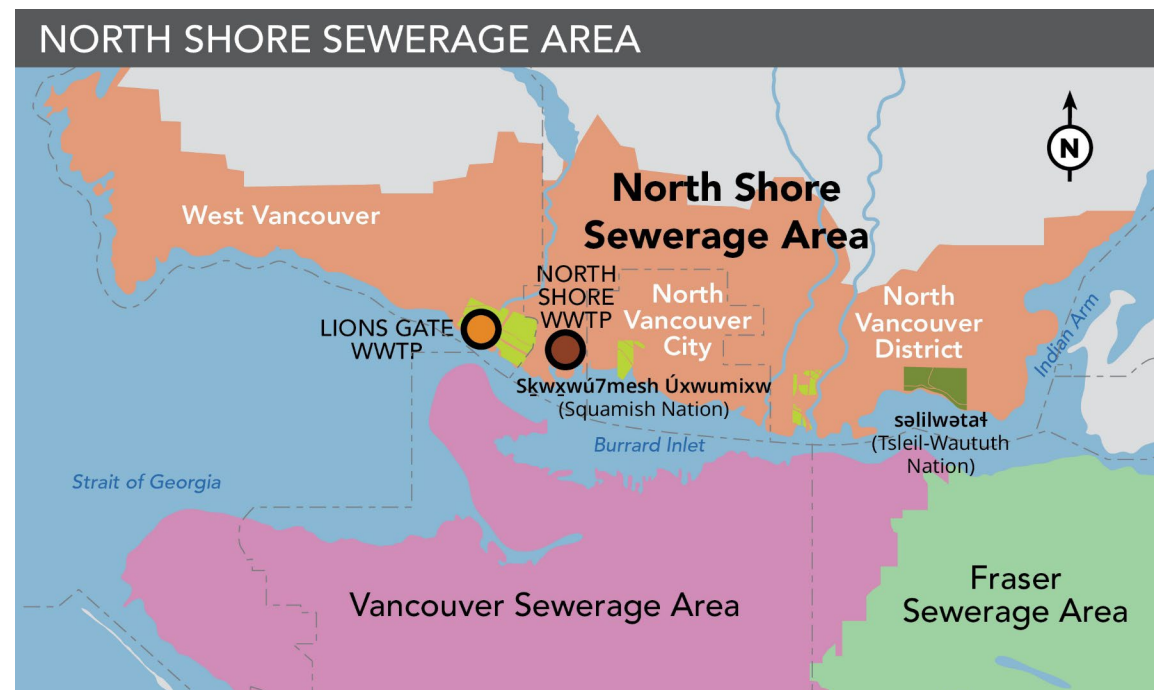 NORTH SHORE SEWERAGE AREA
N
North Shore
Sewerage Area
West Vancouver
NORTH
SHORE
WWTP
LIONS GATE
WWTP
North
Vancouver
City
North
Vancouver
District
Indian Arm
Sḵwx̱wú7mesh Úxwumixw
(Squamish Nation)
səlilwətaɬ
(Tsleil-Waututh
Nation)
Burrard Inlet
Strait of Georgia
Vancouver Sewerage Area
Fraser
Sewerage Area